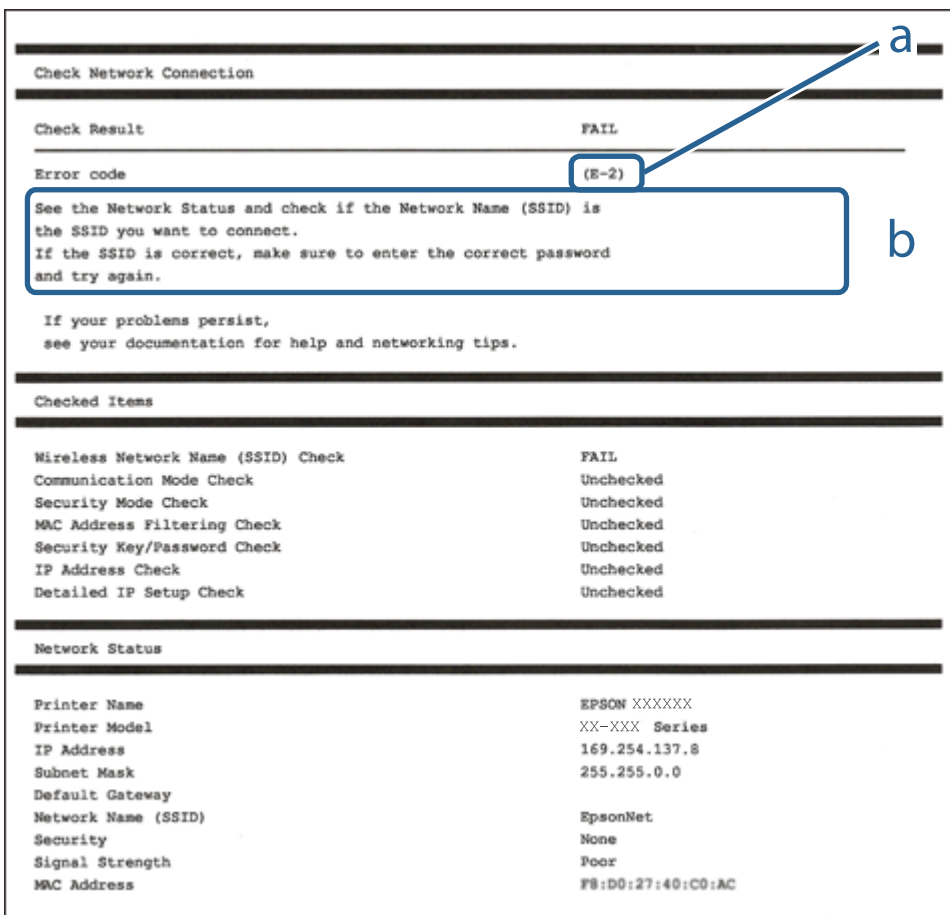 a
Check Network Connection
Check Result FAIL
Error code (E-2)
See the Network Status and check if the Network Name (SSID) is
the SSID you want to connect.
If the SSID is correct, make sure to enter the correct password
and try again.
b
If your problems persist,
see your documentation for help and networking tips.
Checked Items
Wireless Network Name (SSID) Check FAIL
Communication Mode Check Unchecked
Security Mode Check Unchecked
MAC Address Filtering Check Unchecked
Security Key/Password Check Unchecked
IP Address Check Unchecked
Detailed IP Setup Check Unchecked
Network Status
Printer Name EPSON XXXXXX
Printer Model XX-XXX Series
IP Address 169.254.137.8
Subnet Mask 255.255.0.0
Default Gateway
Network Name (SSID) EpsonNet
Security None
Signal Strength Poor
MAC Address F8:D0:27:40:C0:AC